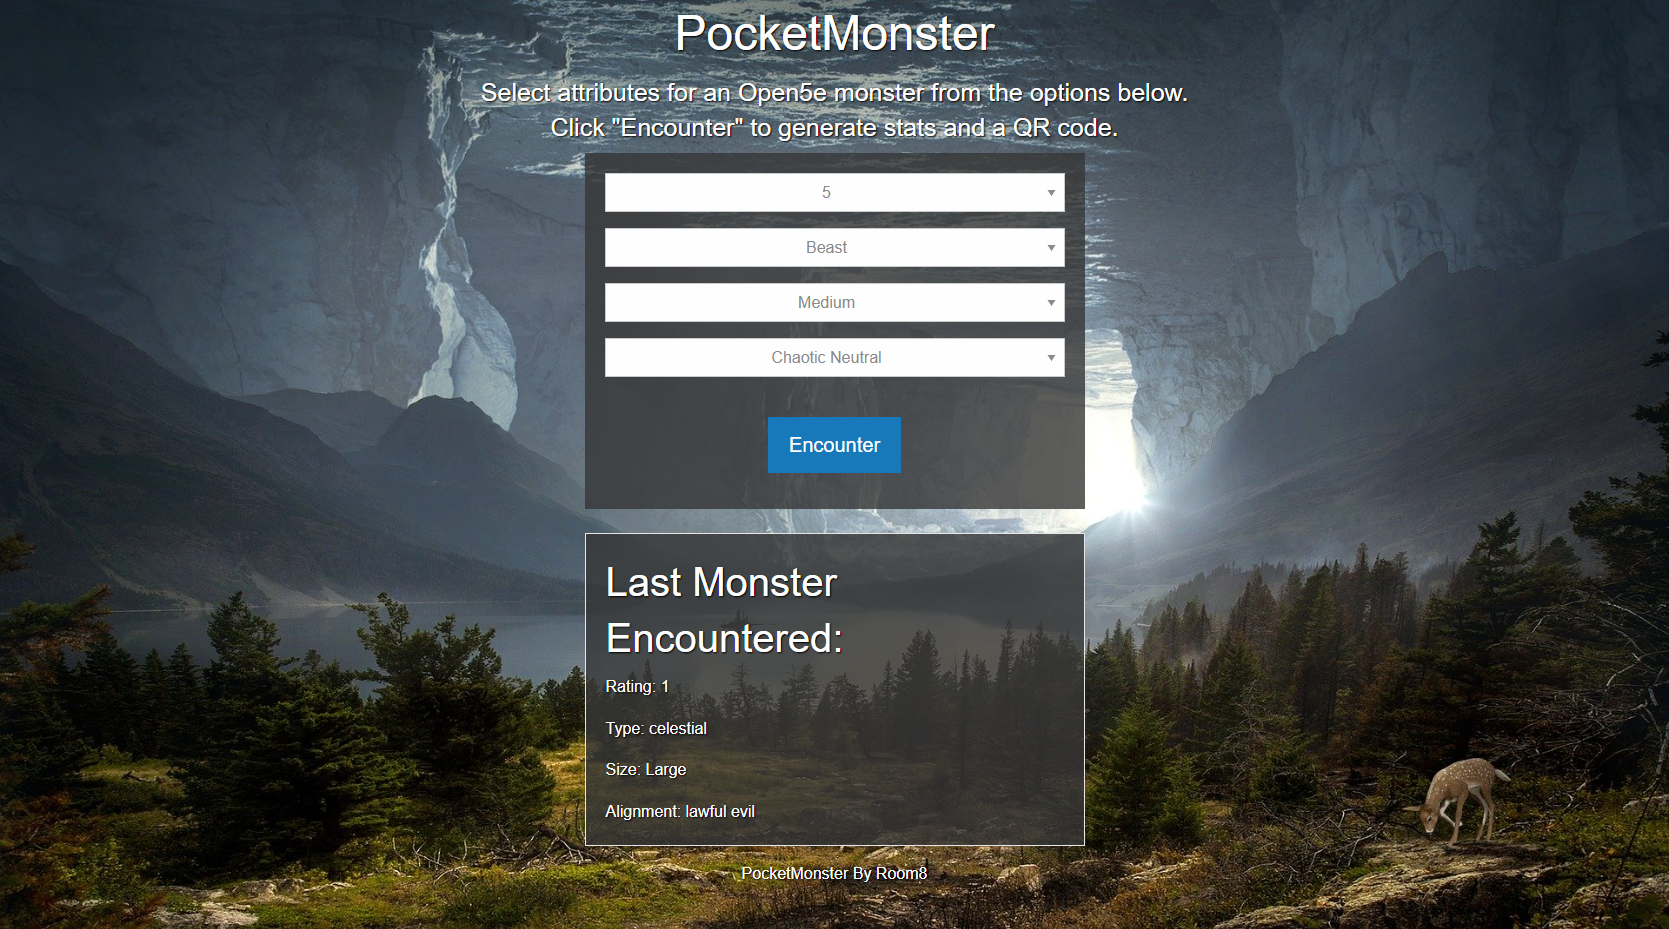 PocketMonster
Select attributes for an Open5e monster from the options below.
Click "Encounter" to generate stats and a QR code.
5
Beast
Medium
Chaotic Neutral
Encounter
Last Monster
Encountered:
Rating: 1
Type: celestial
Size: Large
Alignment: lawful evil
PocketMonster By Room8